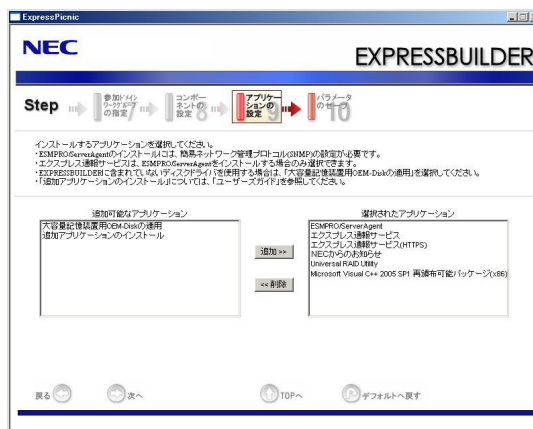 ExpressPicnic
NEC
EXPRESSBUILDER
Step
参加ドメイン
ワークグループ
の指定 7
コンポー
ネントの
設定 8
アプリケー
ションの
設定 9
パラメータ
のセーブ
10
インストールするアプリケーションを選択してください。
・ESMPRO/ServerAgentのインストールには、簡易ネットワーク管理プロトコル(SNMP)の設定が必要です。
・エクスプレス通報サービスは、ESMPRO/ServerAgentをインストールする場合のみ選択できます。
・EXPRESSBUILDERに含まれていないディスクドライバを使用する場合は、「大容量記憶装置用OEM-Diskの適用」を選択してください。
・「追加アプリケーションのインストール」については、「ユーザーズガイド」を参照してください。
追加可能なアプリケーション
大容量記憶装置用OEM-Diskの適用
追加アプリケーションのインストール
追加 >>
<< 削除
選択されたアプリケーション
ESMPRO/ServerAgent
エクスプレス通報サービス
エクスプレス通報サービス(HTTPS)
NECからのお知らせ
Universal RAID Utility
Microsoft Visual C++ 2005 SP1 再頒布可能パッケージ(x86)
戻る
次へ
TOPへ
デフォルトへ戻す